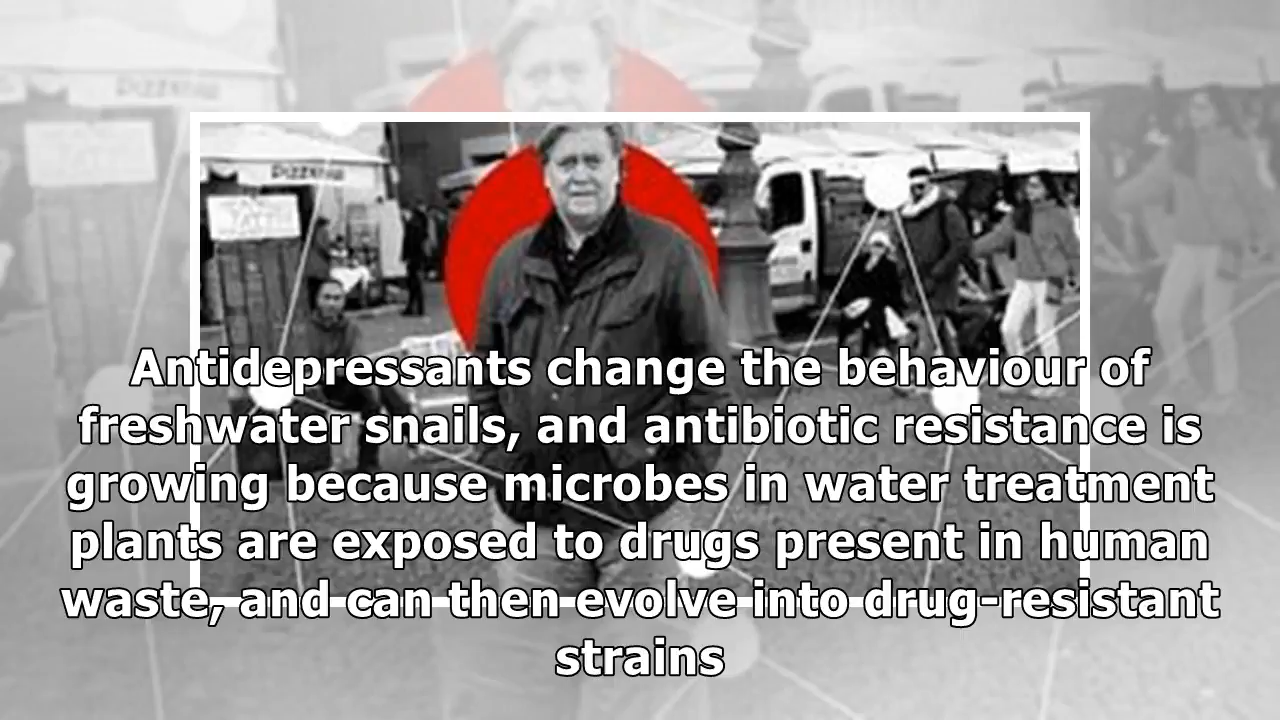 Antidepressants change the behaviour of
freshwater snails, and antibiotic resistance is
growing because microbes in water treatment
plants are exposed to drugs present in human
waste, and can then evolve into drug-resistant
strains